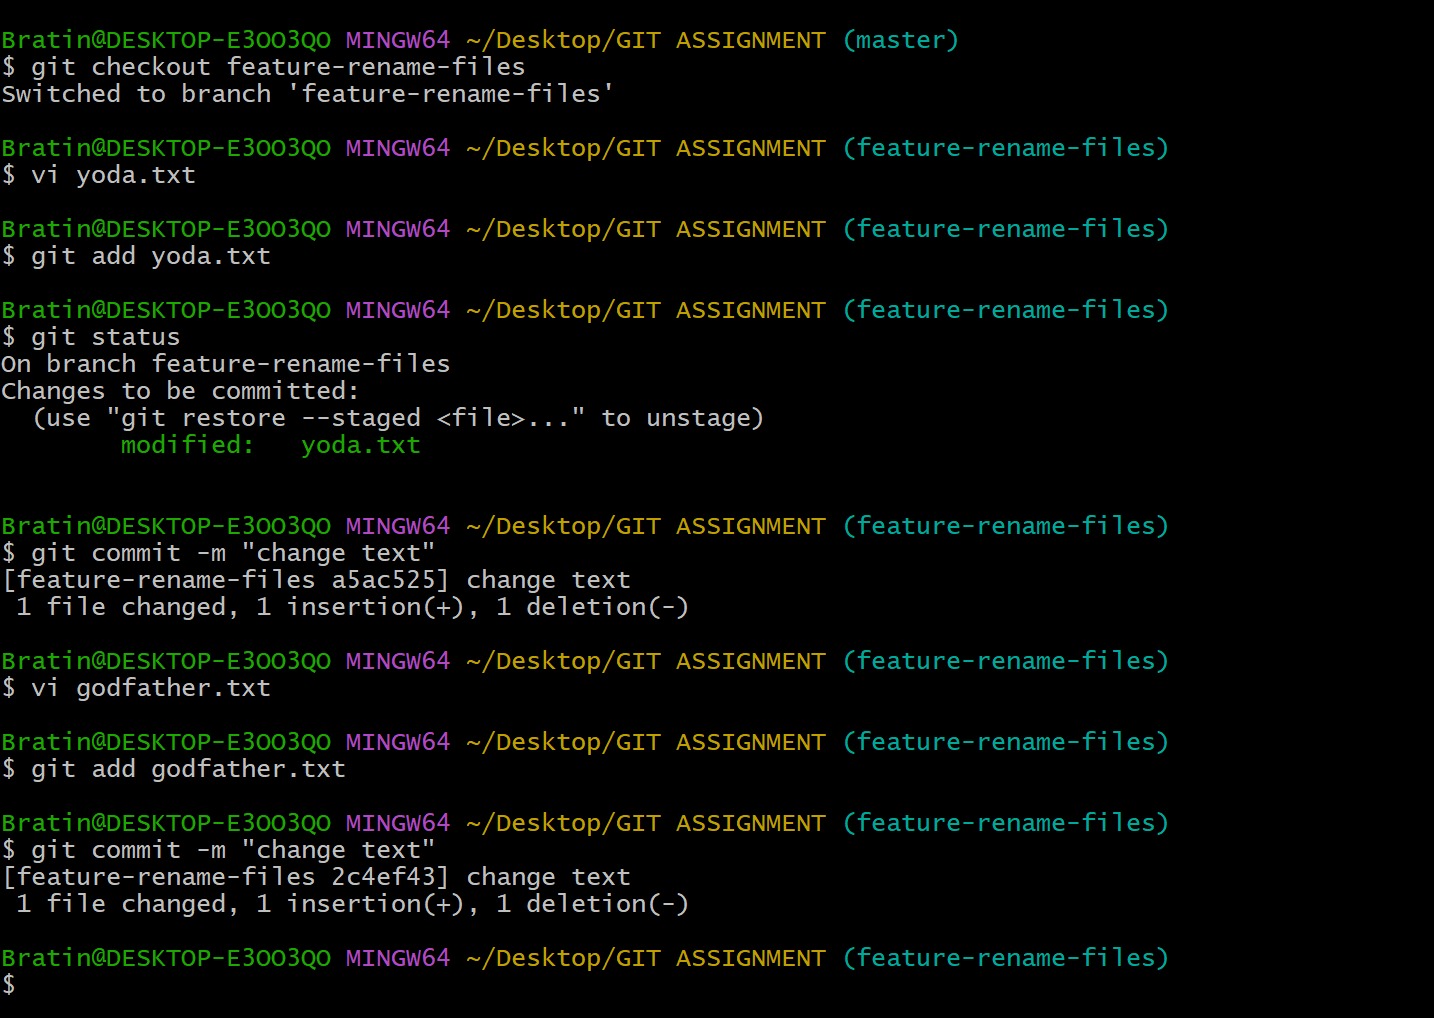 Bratin@DESKTOP-E3OO3QO MINGW64 ~/Desktop/GIT ASSIGNMENT (master)
$ git checkout feature-rename-files
Switched to branch 'feature-rename-files'
Bratin@DESKTOP-E3OO3QO MINGW64 ~/Desktop/GIT ASSIGNMENT (feature-rename-files)
$ vi yoda.txt
Bratin@DESKTOP-E3OO3QO MINGW64 ~/Desktop/GIT ASSIGNMENT (feature-rename-files)
$ git add yoda.txt
Bratin@DESKTOP-E3OO3QO MINGW64 ~/Desktop/GIT ASSIGNMENT (feature-rename-files)
$ git status
On branch feature-rename-files
Changes to be committed:
  (use "git restore --staged <file>..." to unstage)
        modified:   yoda.txt
Bratin@DESKTOP-E3OO3QO MINGW64 ~/Desktop/GIT ASSIGNMENT (feature-rename-files)
$ git commit -m "change text"
[feature-rename-files a5ac525] change text
 1 file changed, 1 insertion(+), 1 deletion(-)
Bratin@DESKTOP-E3OO3QO MINGW64 ~/Desktop/GIT ASSIGNMENT (feature-rename-files)
$ vi godfather.txt
Bratin@DESKTOP-E3OO3QO MINGW64 ~/Desktop/GIT ASSIGNMENT (feature-rename-files)
$ git add godfather.txt
Bratin@DESKTOP-E3OO3QO MINGW64 ~/Desktop/GIT ASSIGNMENT (feature-rename-files)
$ git commit -m "change text"
[feature-rename-files 2c4ef43] change text
 1 file changed, 1 insertion(+), 1 deletion(-)
Bratin@DESKTOP-E3OO3QO MINGW64 ~/Desktop/GIT ASSIGNMENT (feature-rename-files)
$